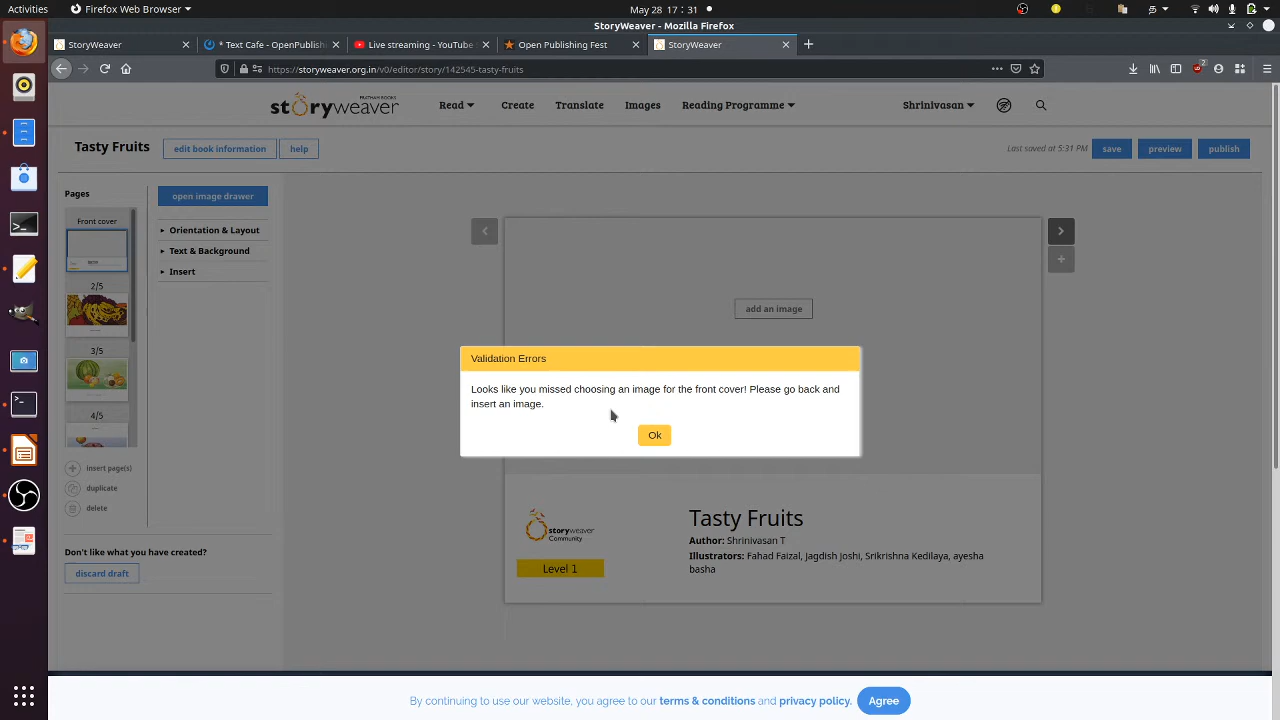 Activities
Firefox Web Browser
May 28 17:31
StoryWeaver - Mozilla Firefox
StoryWeaver
* Text Cafe - OpenPublish
Live streaming - YouTube
Open Publishing Fest
StoryWeaver
https://storyweaver.org.in/v0/editor/story/142545-tasty-fruits
2
PRATHAM BOOKS
storyweaver
Read
Create
Translate
Images
Reading Programme
Shrinivasan
Tasty Fruits
edit book information
help
Last saved at 5:31 PM
save
preview
publish
Pages
open image drawer
Front cover
Orientation & Layout
Text & Background
Insert
2/5
3/5
4/5
add an image
Validation Errors
Looks like you missed choosing an image for the front cover! Please go back and
insert an image.
Ok
insert page(s)
duplicate
delete
Don't like what you have created?
discard draft
storyweaver
Community
Level 1
Tasty Fruits
Author: Shrinivasan T
Illustrators: Fahad Faizal, Jagdish Joshi, Srikrishna Kedilaya, ayesha
basha
By continuing to use our website, you agree to our terms & conditions and privacy policy.
Agree